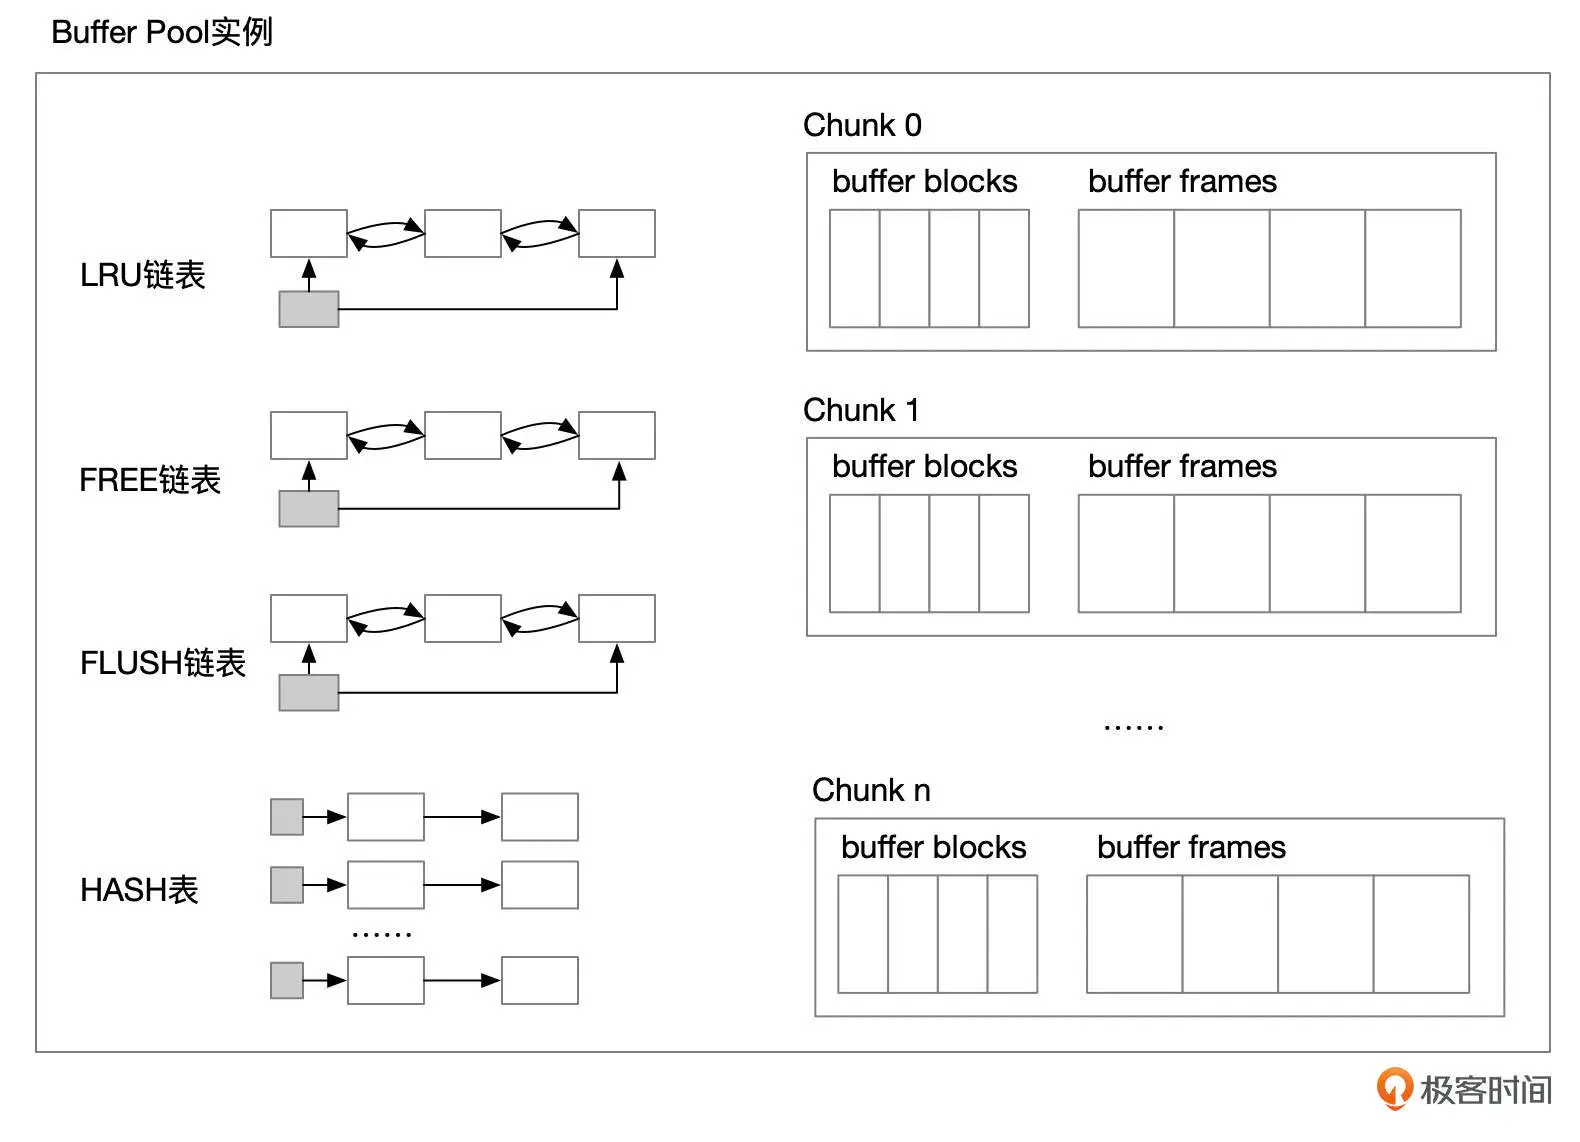 Buffer Pool实例
LRU链表
FREE链表
FLUSH链表
HASH表
......
Chunk 0
buffer blocks
buffer frames
Chunk 1
buffer blocks
buffer frames
......
Chunk n
buffer blocks
buffer frames
极客时间